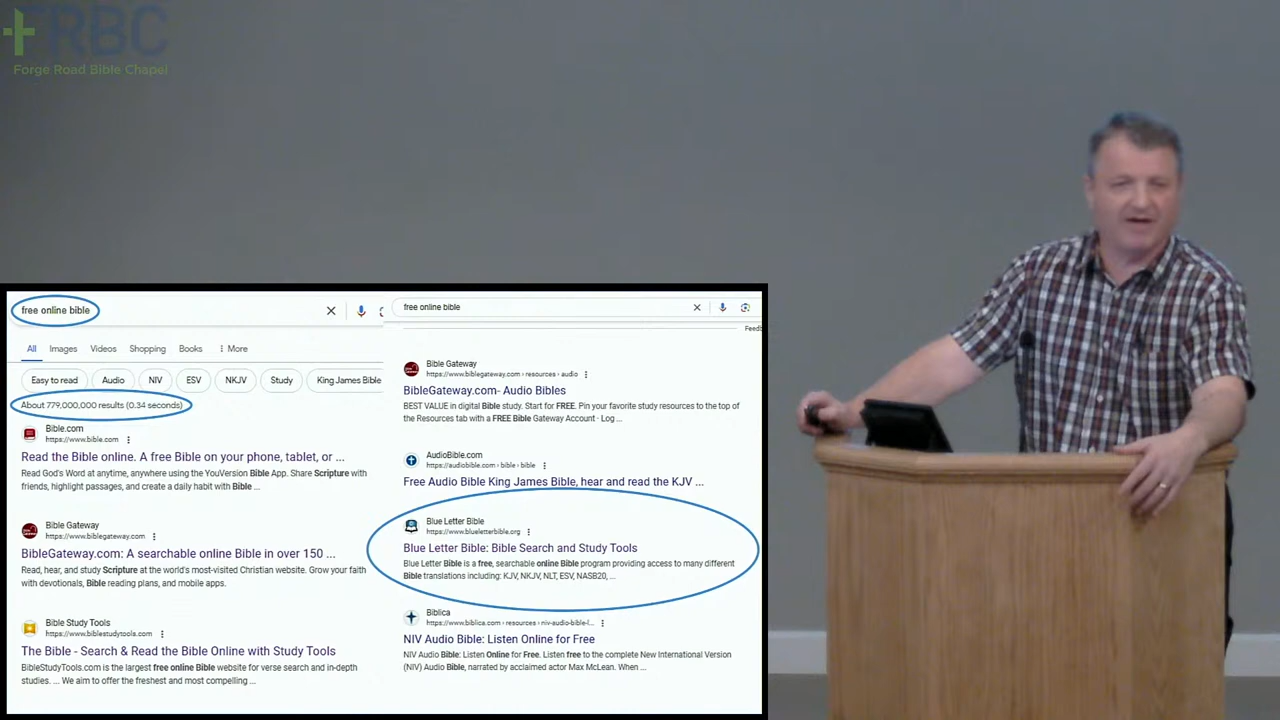 FRBC
Forge Road Bible Chapel
free online bible
All Images Videos Shopping Books More
Easy to read Audio NIV ESV NKJV Study King James Bible
About 779,000,000 results (0.34 seconds)
Bible.com
https://www.bible.com
Read the Bible online. A free Bible on your phone, tablet, or ...
Read God's Word at anytime, anywhere using the YouVersion Bible App. Share Scripture with
friends, highlight passages, and create a daily habit with Bible ...
Bible Gateway
https://www.biblegateway.com
BibleGateway.com: A searchable online Bible in over 150 ...
Read, hear, and study Scripture at the world's most-visited Christian website. Grow your faith
with devotionals, Bible reading plans, and mobile apps.
Bible Study Tools
https://www.biblestudytools.com
The Bible - Search & Read the Bible Online with Study Tools
BibleStudyTools.com is the largest free online Bible website for verse search and in-depth
studies. ... We aim to offer the freshest and most compelling ...
free online bible
Feedb
Bible Gateway
https://www.biblegateway.com › resources › audio
BibleGateway.com- Audio Bibles
BEST VALUE in digital Bible study. Start for FREE. Pin your favorite study resources to the top of
the Resources tab with a FREE Bible Gateway Account · Log ...
AudioBible.com
https://audiobible.com › bible › bible
Free Audio Bible King James Bible, hear and read the KJV ...
Blue Letter Bible
https://www.blueletterbible.org
Blue Letter Bible: Bible Search and Study Tools
Blue Letter Bible is a free, searchable online Bible program providing access to many different
Bible translations including: KJV, NKJV, NLT, ESV, NASB20, ...
Biblica
https://www.biblica.com › resources › niv-audio-bible-l...
NIV Audio Bible: Listen Online for Free
NIV Audio Bible: Listen Online for Free. Listen free to the complete New International Version
(NIV) Audio Bible, narrated by acclaimed actor Max McLean. When ...